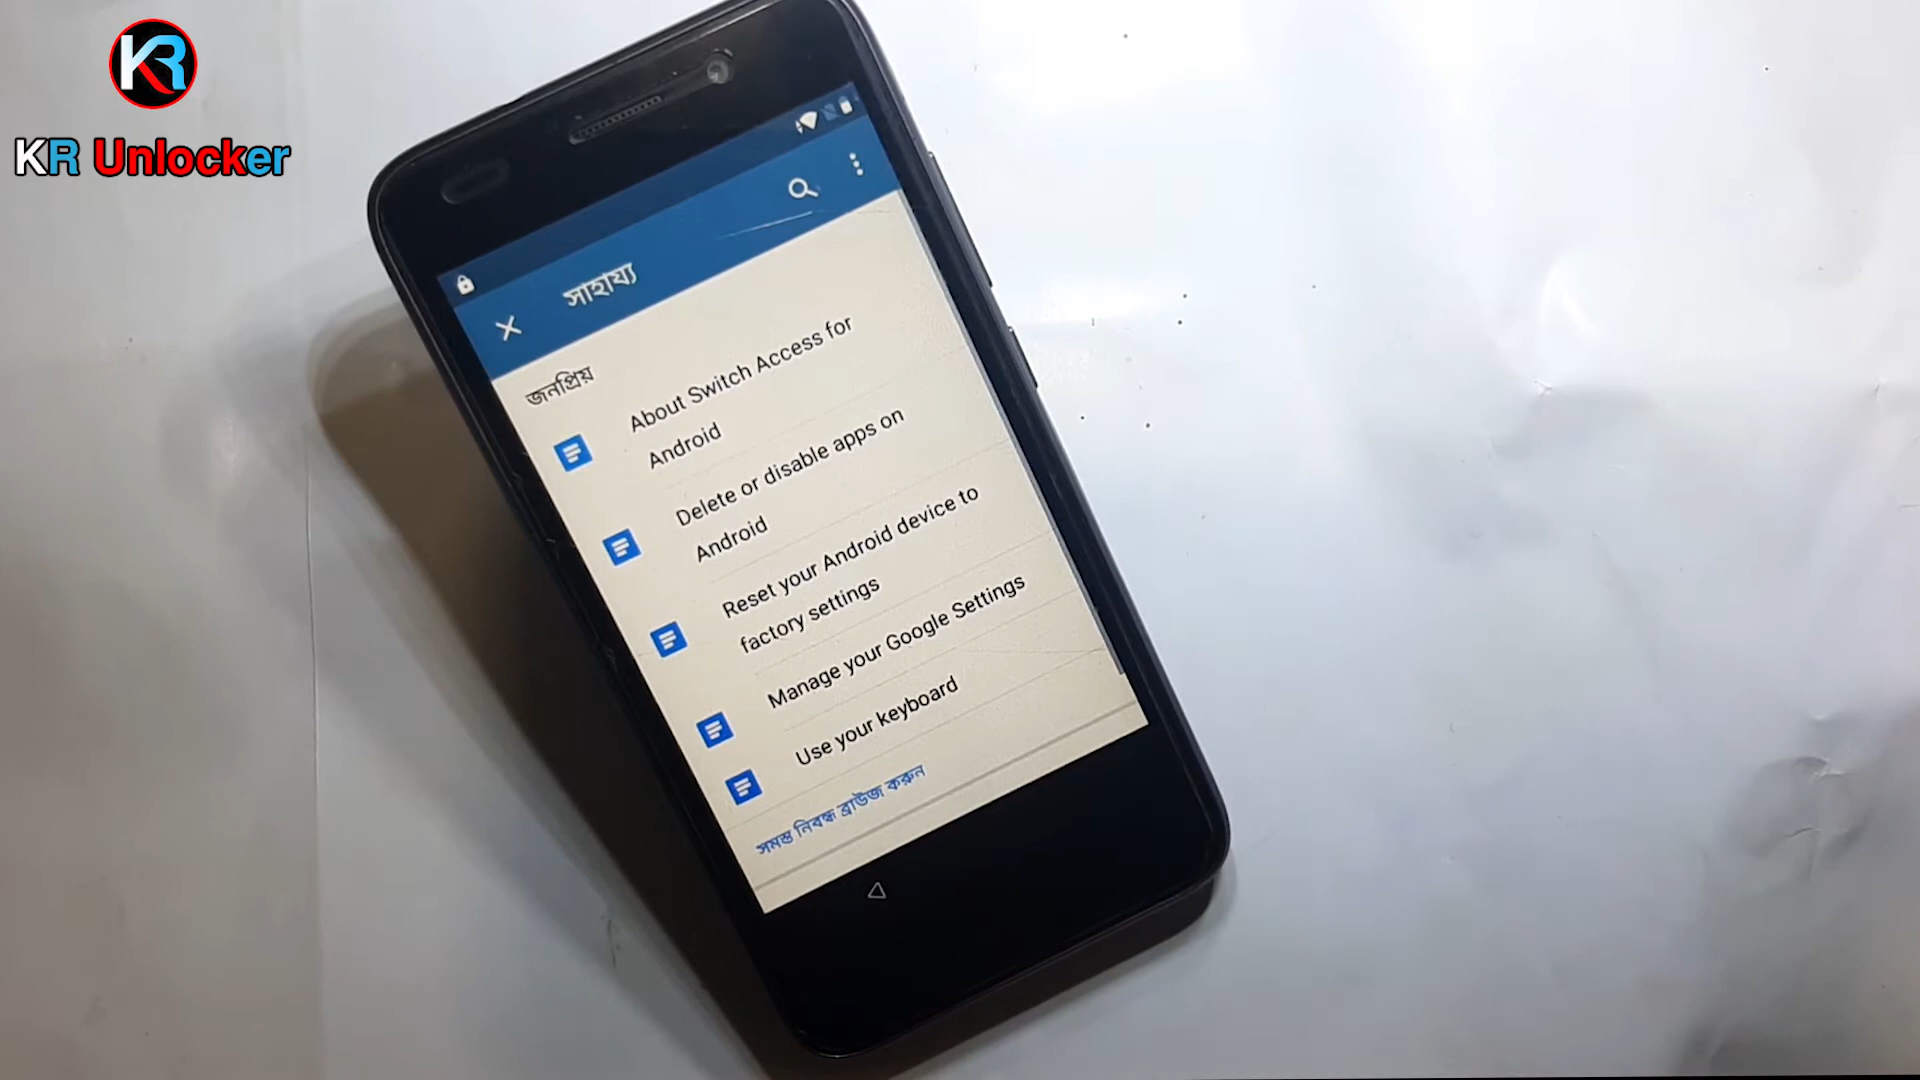 KR
KR Unlocker
সাহায্য
জনপ্রিয়
About Switch Access for
Android
Delete or disable apps on
Android
Reset your Android device to
factory settings
Manage your Google Settings
Use your keyboard
সমস্ত নিবন্ধ ব্রাউজ করুন